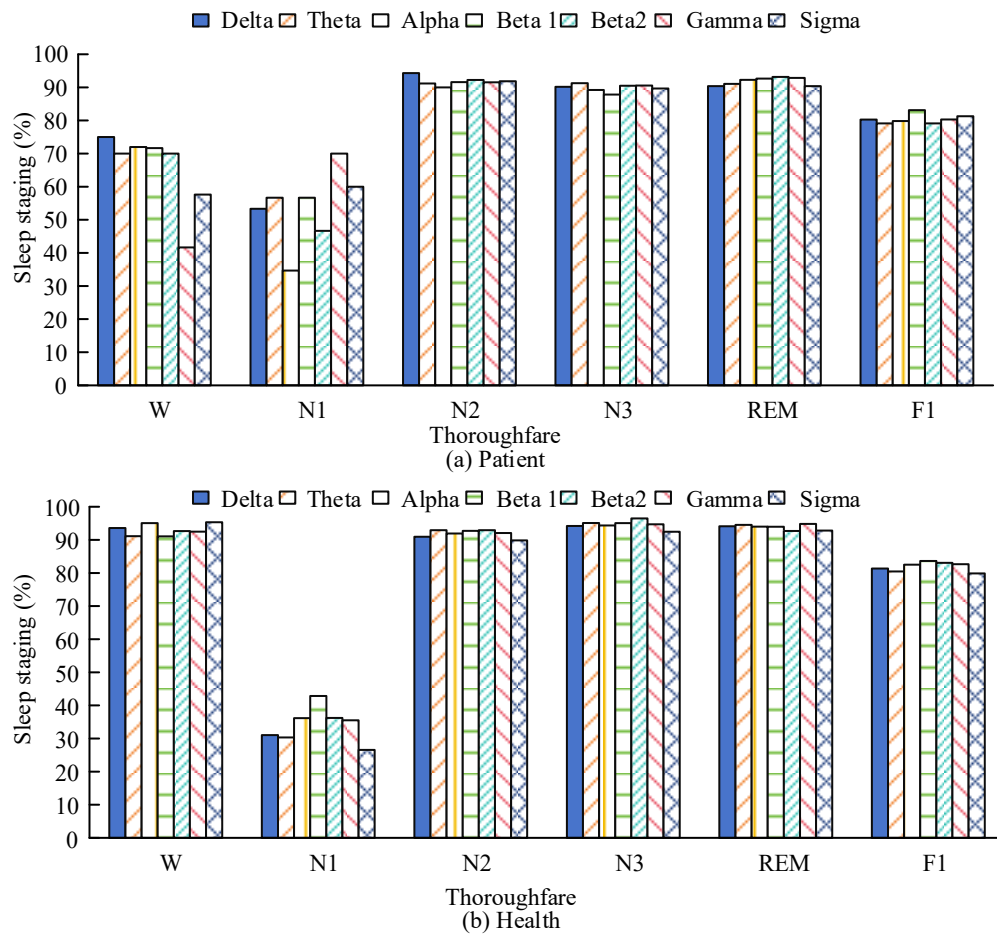 Delta Theta Alpha Beta 1 Beta2 Gamma Sigma
100
90
80
70
60
50
40
30
20
10
0
Sleep staging (%)
W N1 N2 N3 REM F1
Thoroughfare
(a) Patient
Delta Theta Alpha Beta 1 Beta2 Gamma Sigma
100
90
80
70
60
50
40
30
20
10
0
Sleep staging (%)
W N1 N2 N3 REM F1
Thoroughfare
(b) Health